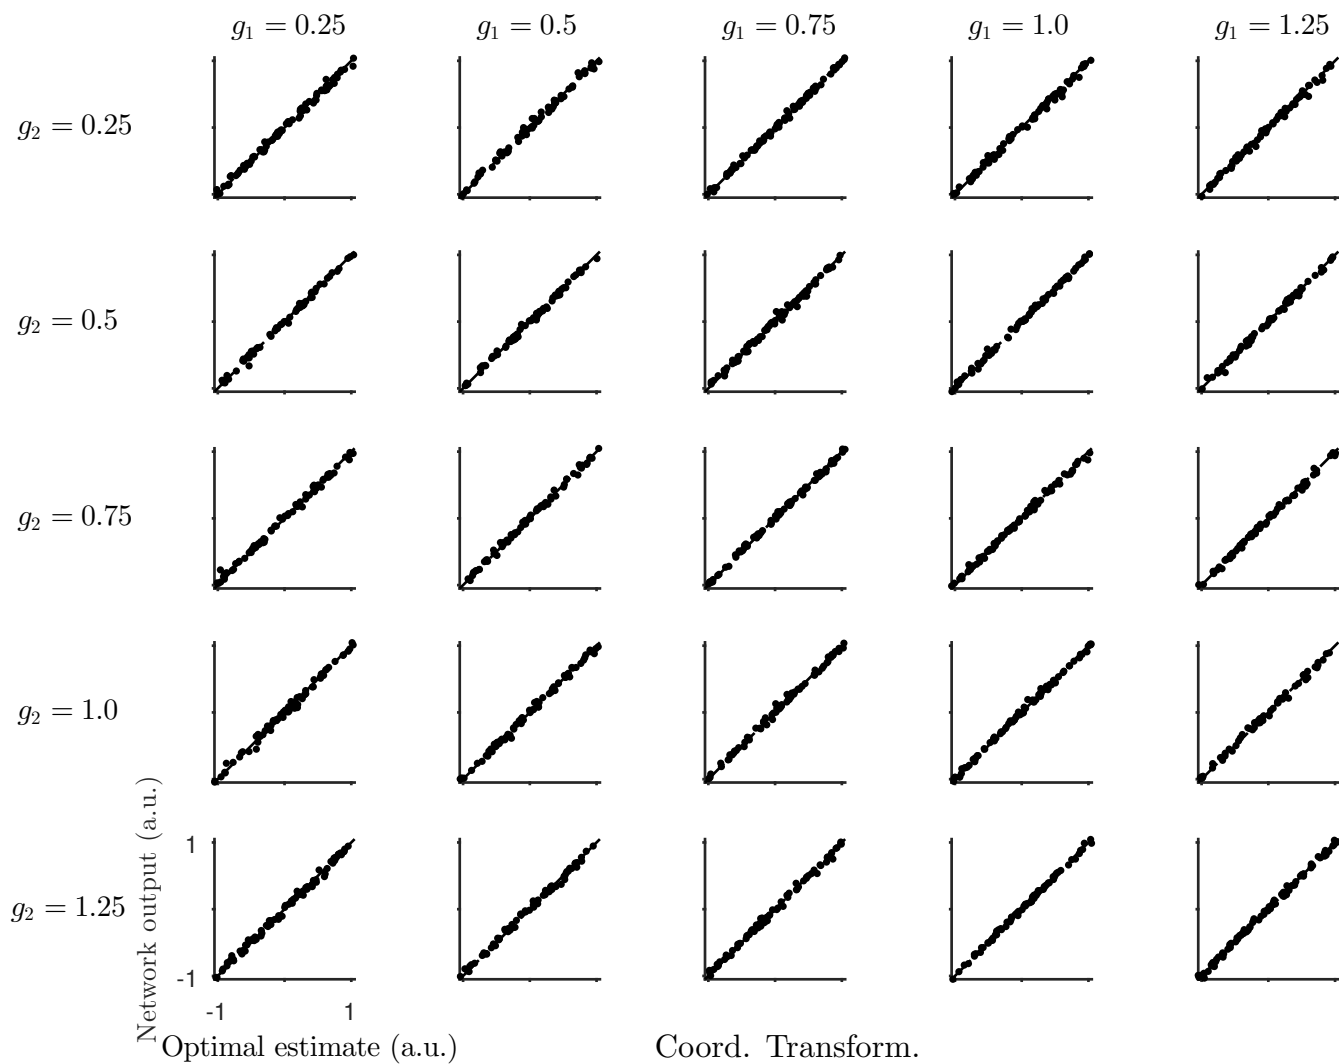 g₁ = 0.25 g₁ = 0.5 g₁ = 0.75 g₁ = 1.0 g₁ = 1.25
g₂ = 0.25
g₂ = 0.5
g₂ = 0.75
g₂ = 1.0
g₂ = 1.25
Network output (a.u.)
1
-1
-1 1
Optimal estimate (a.u.)
Coord. Transform.